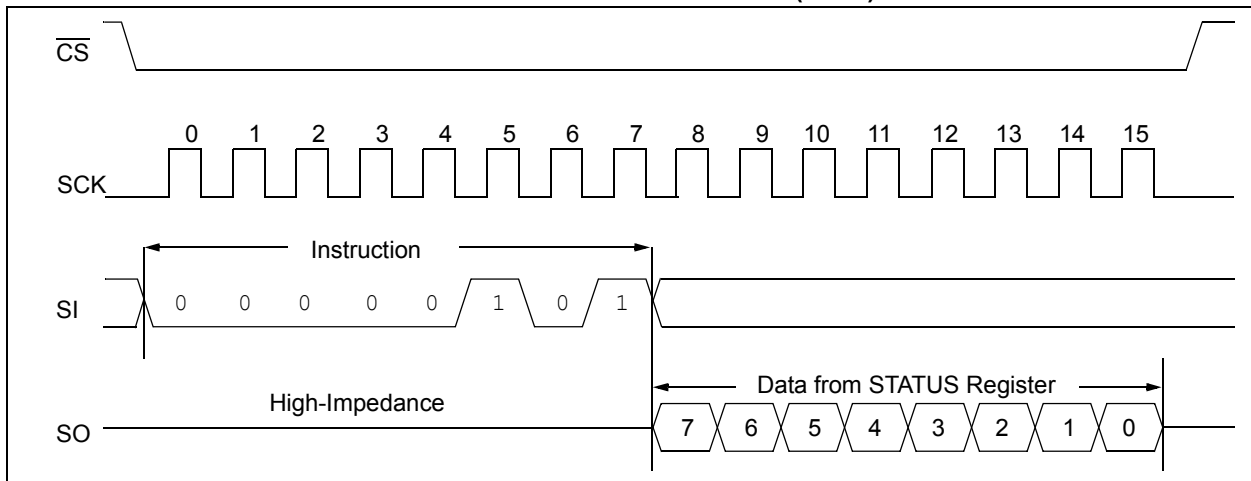 CS
0 1 2 3 4 5 6 7 8 9 10 11 12 13 14 15
SCK
Instruction
SI 0 0 0 0 0 1 0 1
Data from STATUS Register
High-Impedance
SO 7 6 5 4 3 2 1 0